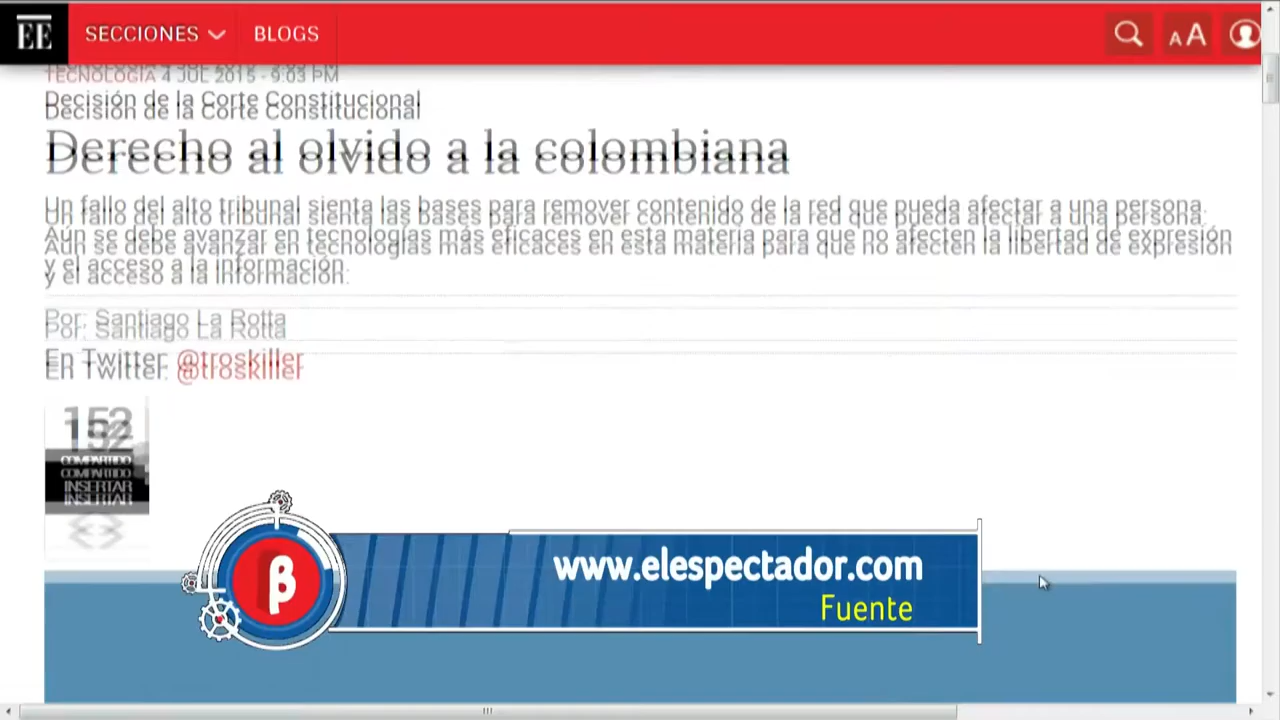 EE SECCIONES BLOGS AA
TECNOLOGÍA 4 JUL 2015 - 9:03 PM
Decisión de la Corte Constitucional
Derecho al olvido a la colombiana
Un fallo del alto tribunal sienta las bases para remover contenido de la red que pueda afectar a una persona.
Aún se debe avanzar en tecnologías más eficaces en esta materia para que no afecten la libertad de expresión
y el acceso a la información.
Por: Santiago La Rotta
En Twitter: @troskiller
152
COMPARTIDO
INSERTAR
β
www.elespectador.com
Fuente